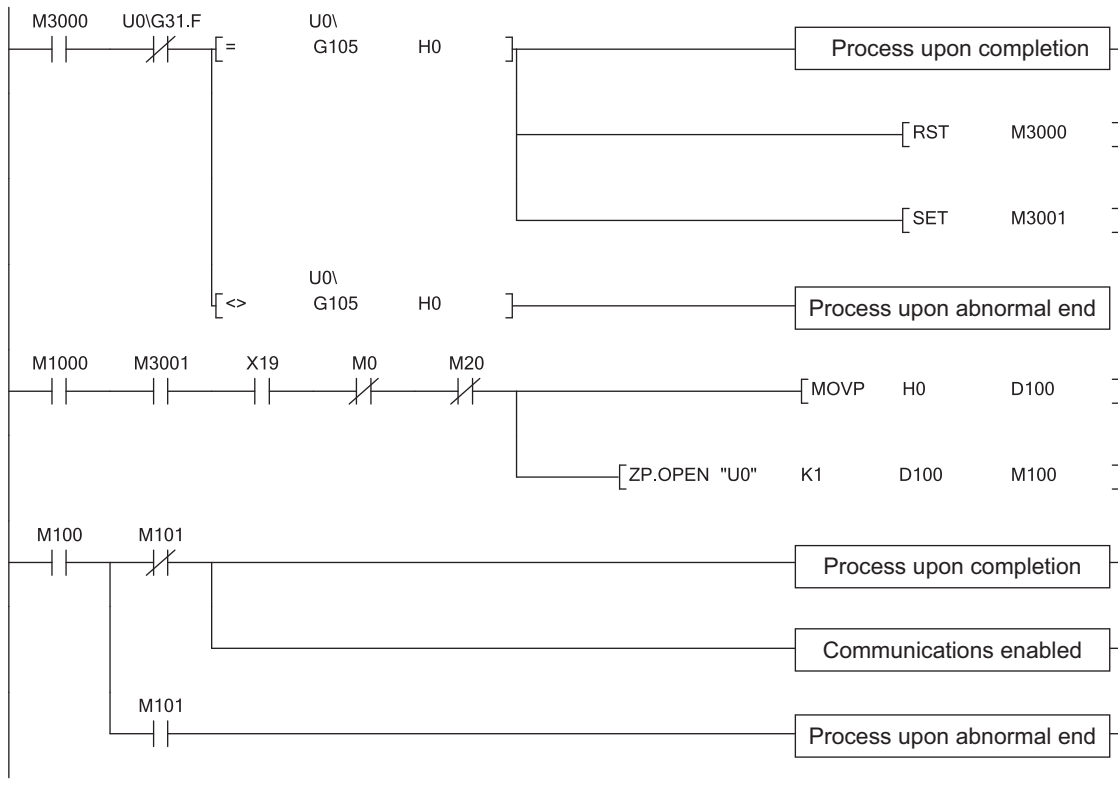 M3000 U0\G31.F U0\
= G105 H0 Process upon completion
RST M3000
SET M3001
U0\
<> G105 H0 Process upon abnormal end
M1000 M3001 X19 M0 M20
MOVP H0 D100
ZP.OPEN "U0" K1 D100 M100
M100 M101
Process upon completion
Communications enabled
M101
Process upon abnormal end